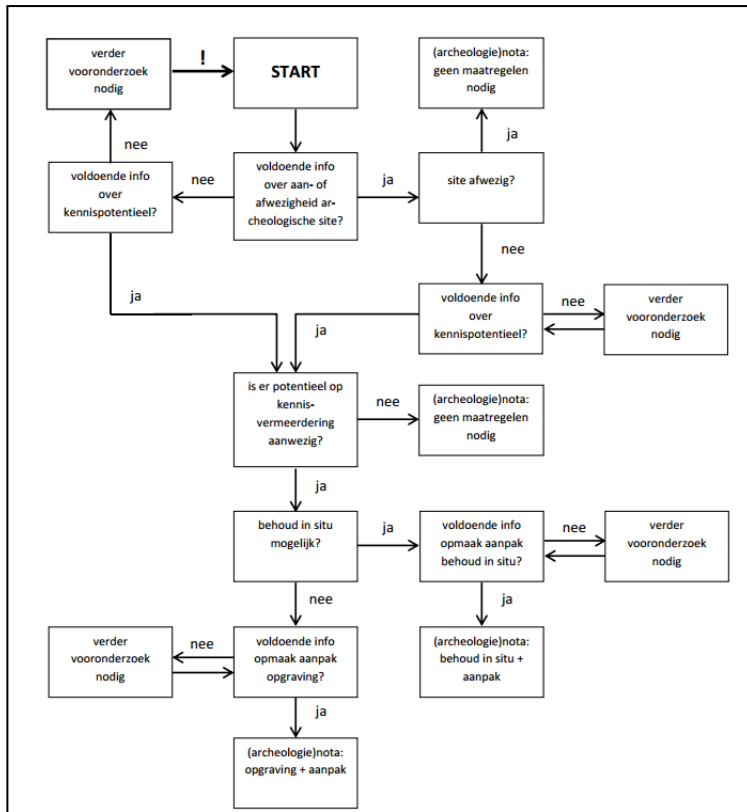 verder
vooronderzoek
nodig
!
START
(archeologie)nota:
geen maatregelen
nodig
nee
ja
voldoende info
over
kennispotentieel?
nee
voldoende info
over aan- of
afwezigheid ar-
cheologische site?
ja
site afwezig?
nee
ja
voldoende info
over
kennispotentieel?
nee
verder
vooronderzoek
nodig
ja
is er potentieel op
kennis-
vermeerdering
aanwezig?
nee
(archeologie)nota:
geen maatregelen
nodig
ja
behoud in situ
mogelijk?
ja
voldoende info
opmaak aanpak
behoud in situ?
nee
verder
vooronderzoek
nodig
nee
ja
verder
vooronderzoek
nodig
nee
voldoende info
opmaak aanpak
opgraving?
(archeologie)nota:
behoud in situ +
aanpak
ja
(archeologie)nota:
opgraving + aanpak